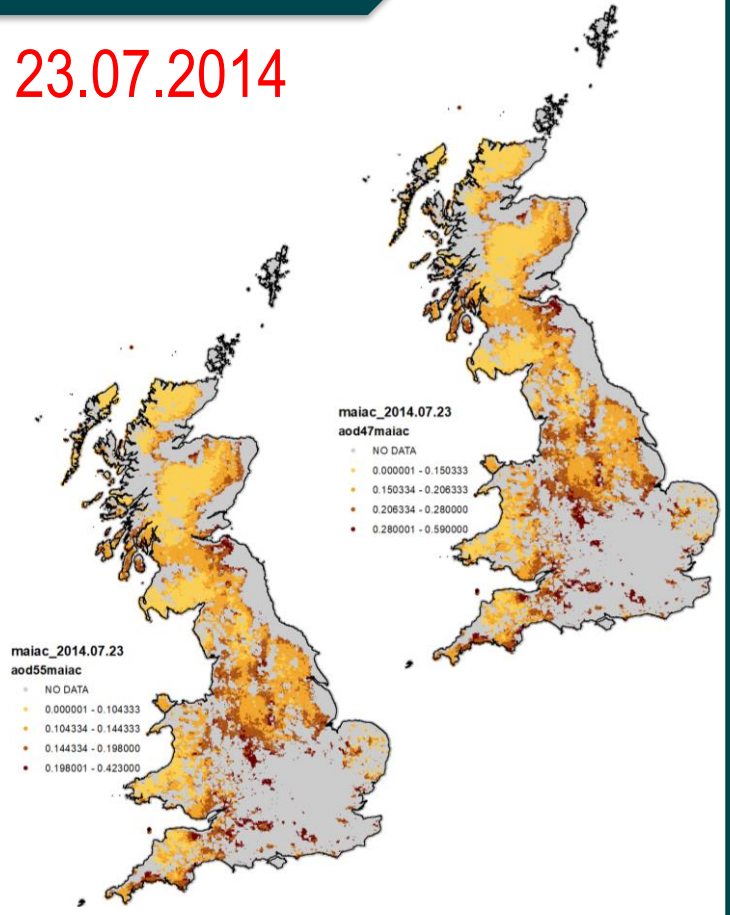 23.07.2014
maiac_2014.07.23
aod47maiac
NO DATA
0.000001 - 0.150333
0.150334 - 0.206333
0.206334 - 0.280000
0.280001 - 0.590000
maiac_2014.07.23
aod55maiac
NO DATA
0.000001 - 0.104333
0.104334 - 0.144333
0.144334 - 0.198000
0.198001 - 0.423000